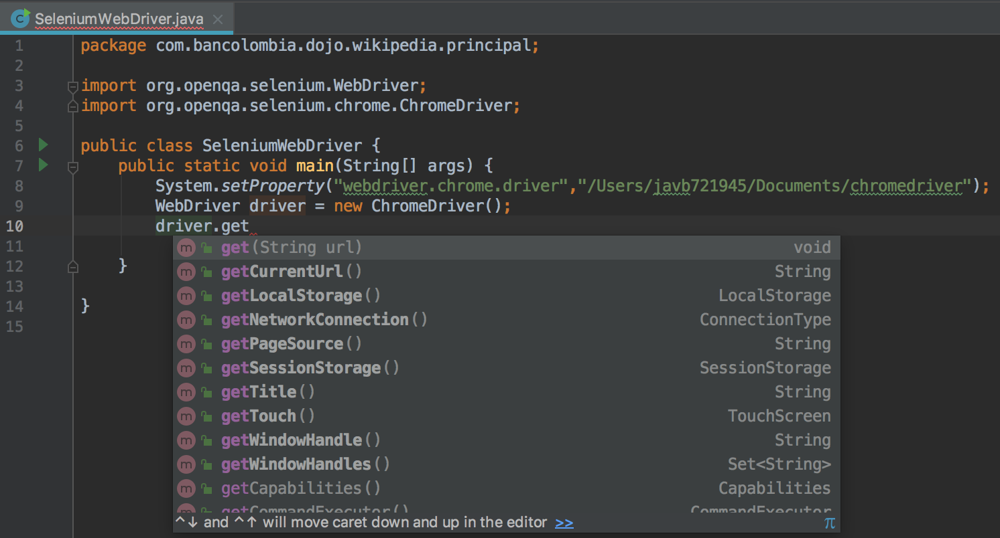 SeleniumWebDriver.java
1 package com.bancolombia.dojo.wikipedia.principal;
2
3 import org.openqa.selenium.WebDriver;
4 import org.openqa.selenium.chrome.ChromeDriver;
5
6 public class SeleniumWebDriver {
7 public static void main(String[] args) {
8 System.setProperty("webdriver.chrome.driver","/Users/javb721945/Documents/chromedriver");
9 WebDriver driver = new ChromeDriver();
10 driver.get
11
12 }
13
14 }
15
m get(String url) void
m getCurrentUrl() String
m getLocalStorage() LocalStorage
m getNetworkConnection() ConnectionType
m getPageSource() String
m getSessionStorage() SessionStorage
m getTitle() String
m getTouch() TouchScreen
m getWindowHandle() String
m getWindowHandles() Set<String>
m getCapabilities() Capabilities
m getCommandExecutor() CommandExecutor
^↓ and ^↑ will move caret down and up in the editor >> π